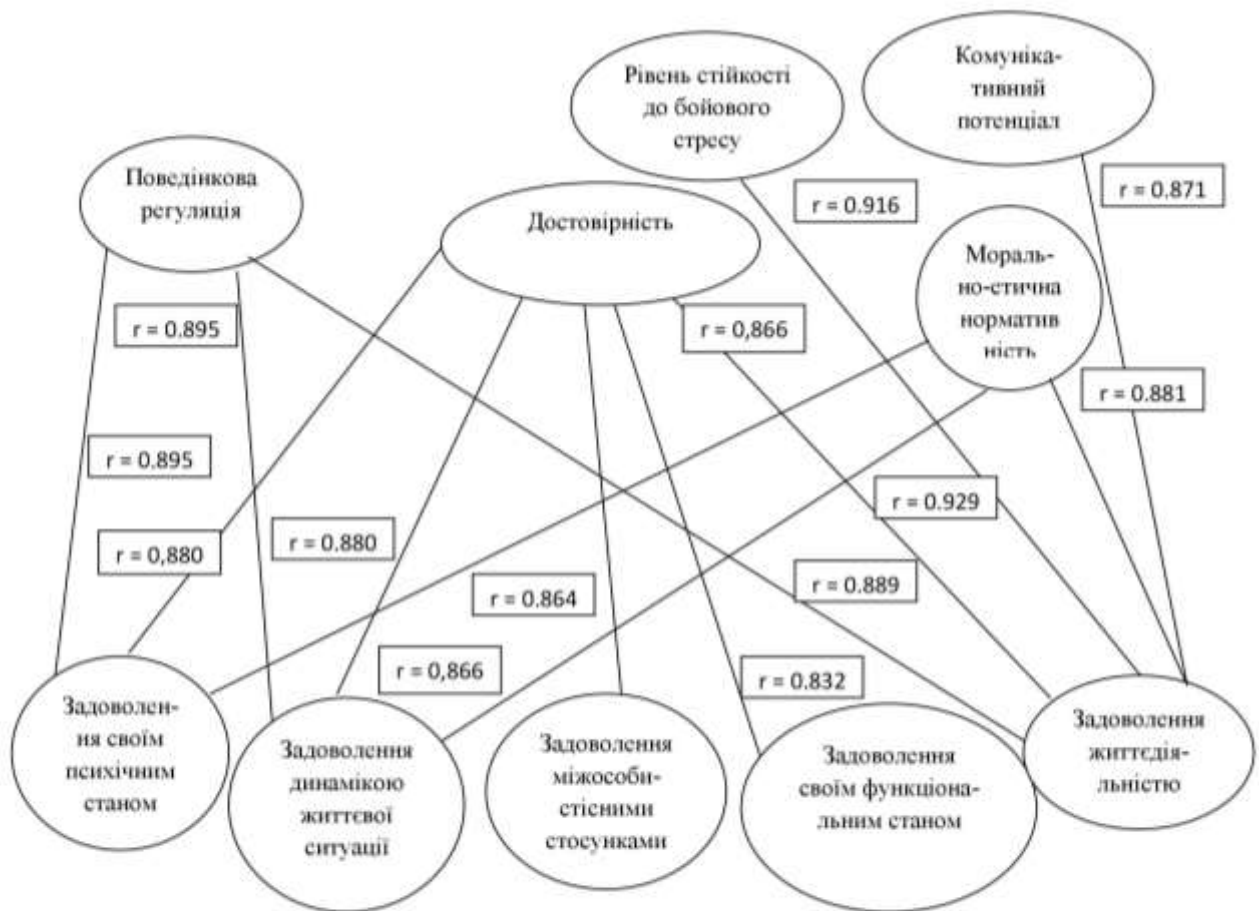 Рівень стійкості
до бойового
стресу
Комуніка-
тивний
потенціал
Поведінкова
регуляція
Достовірність
Мораль-
но-етична
норматив
ність
r = 0.916
r = 0.871
r = 0.895
r = 0,866
r = 0.881
r = 0.895
r = 0.929
r = 0,880
r = 0.880
r = 0.864
r = 0.889
r = 0,866
r = 0.832
Задоволен-
ня своїм
психічним
станом
Задоволення
динамікою
життєвої
ситуації
Задоволення
міжособи-
стісними
стосунками
Задоволення
своїм функціона-
льним станом
Задоволення
життєдія-
льністю